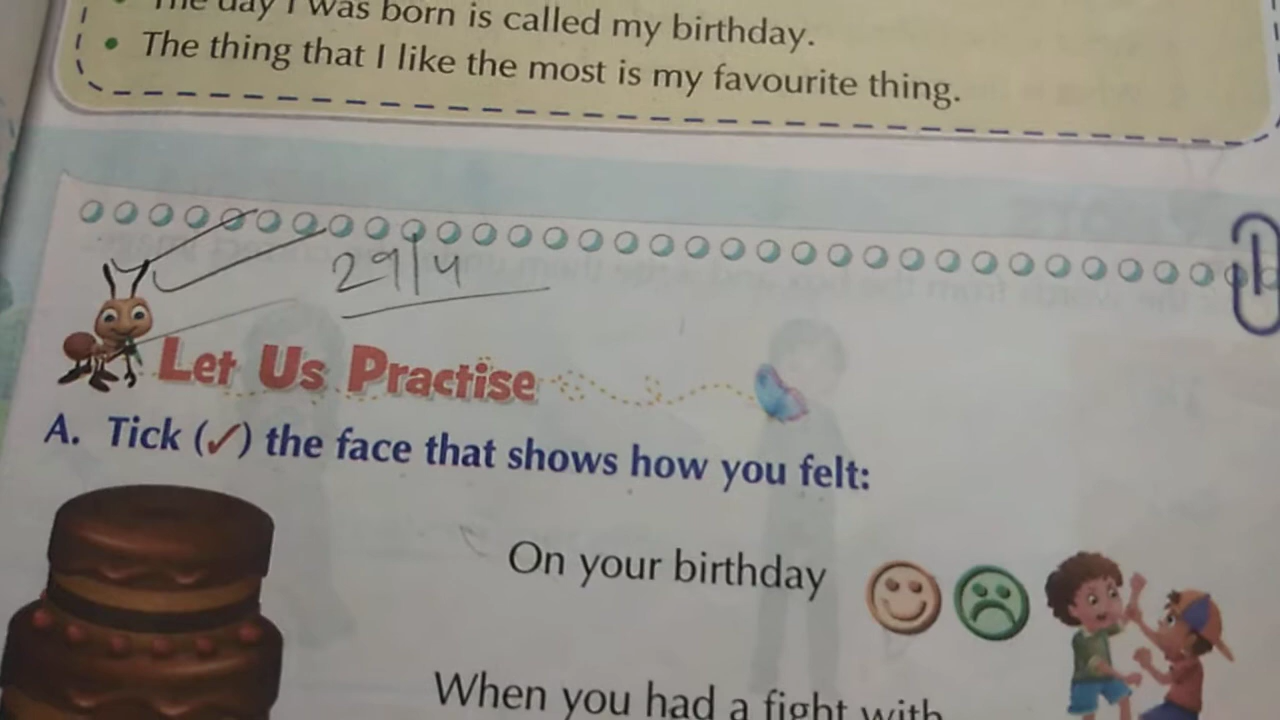 The day I was born is called my birthday.
• The thing that I like the most is my favourite thing.
29/4
Let Us Practise
A. Tick (✓) the face that shows how you felt:
On your birthday
When you had a fight with